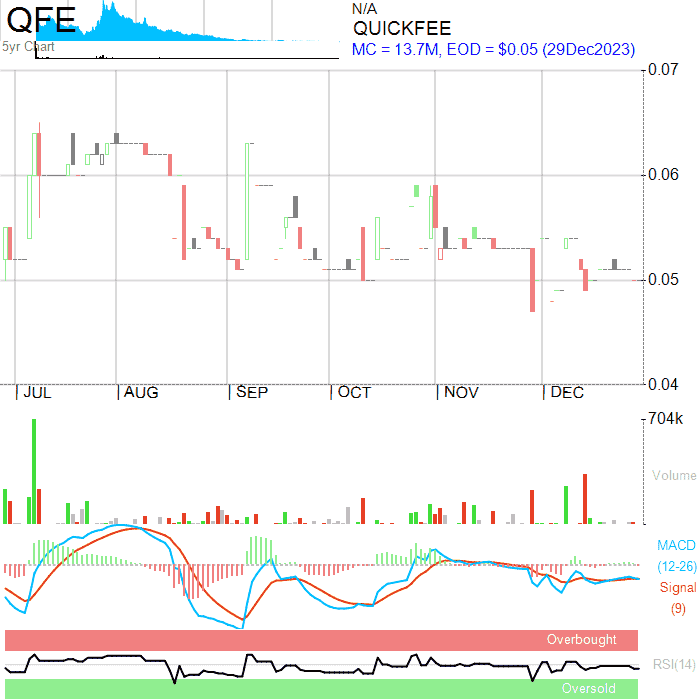 QFE
5yr Chart
N/A
QUICKFEE
MC = 13.7M, EOD = $0.05 (29Dec2023)
0.07
0.06
0.05
0.04
JUL AUG SEP OCT NOV DEC
704k
Volume
MACD
(12-26)
Signal
(9)
Overbought
RSI(14)
Oversold